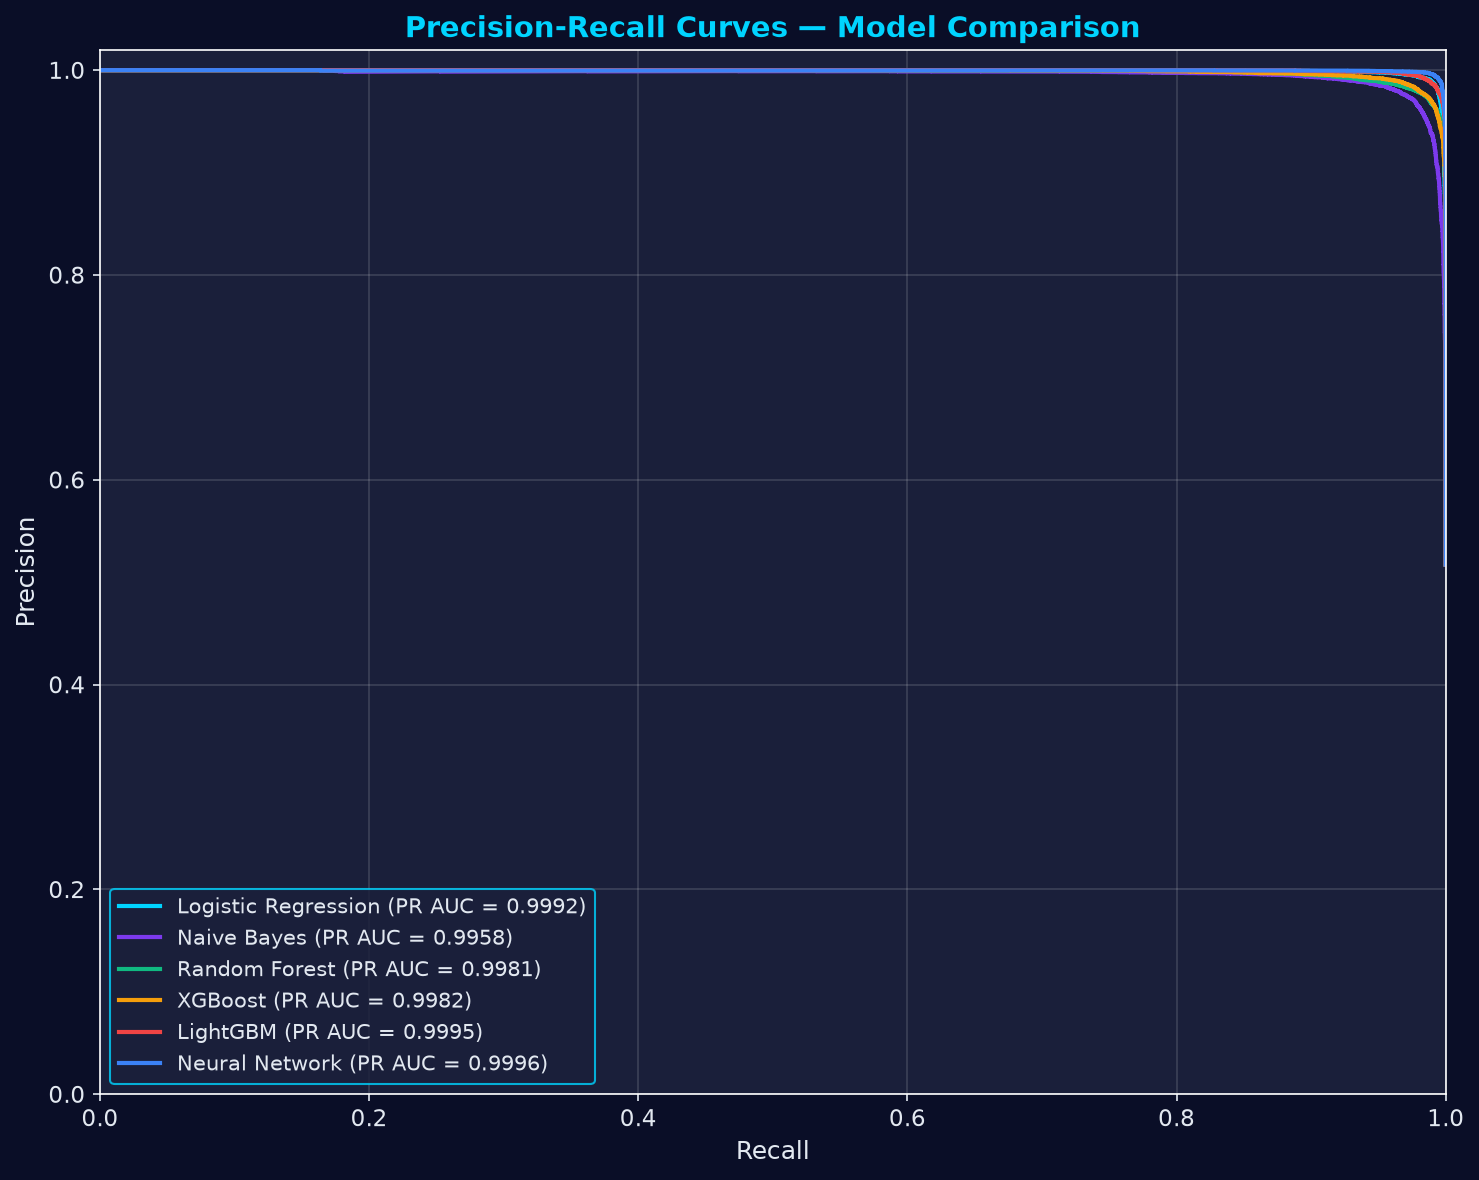 Precision-Recall Curves — Model Comparison
1.0
0.8
0.6
0.4
0.2
0.0
Precision
Logistic Regression (PR AUC = 0.9992)
Naive Bayes (PR AUC = 0.9958)
Random Forest (PR AUC = 0.9981)
XGBoost (PR AUC = 0.9982)
LightGBM (PR AUC = 0.9995)
Neural Network (PR AUC = 0.9996)
0.0 0.2 0.4 0.6 0.8 1.0
Recall